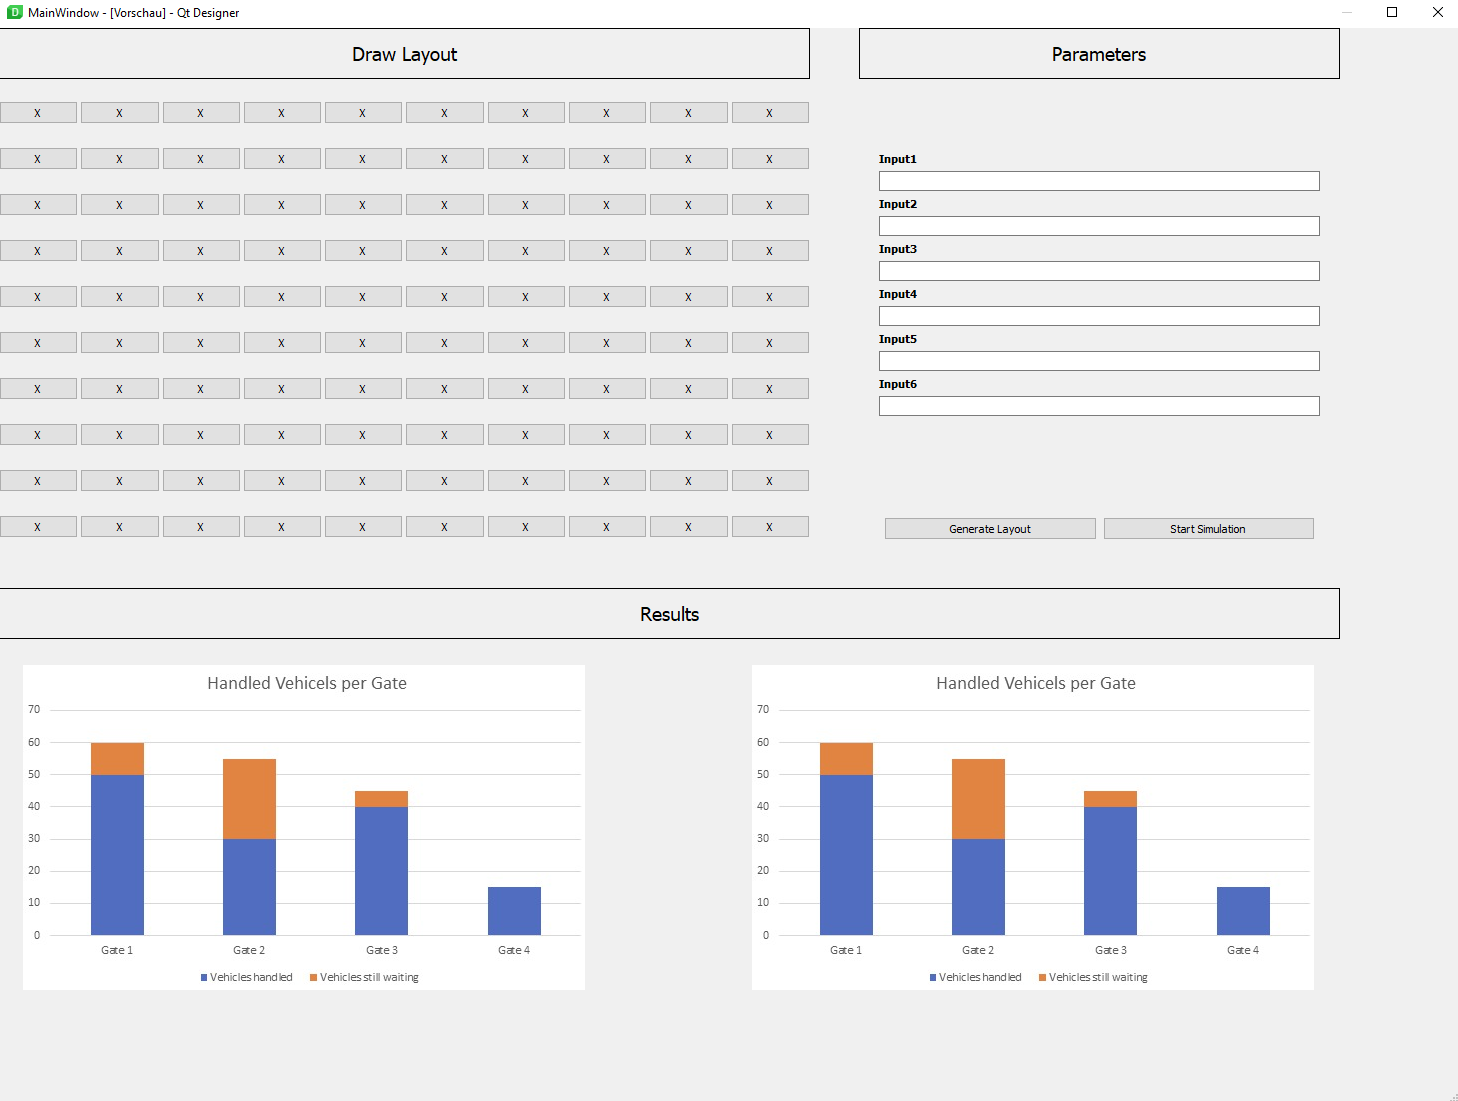 MainWindow - [Vorschau] - Qt Designer
Draw Layout
Parameters
X X X X X X X X X X
X X X X X X X X X X
X X X X X X X X X X
X X X X X X X X X X
X X X X X X X X X X
X X X X X X X X X X
X X X X X X X X X X
X X X X X X X X X X
X X X X X X X X X X
X X X X X X X X X X
Input1
Input2
Input3
Input4
Input5
Input6
Generate Layout
Start Simulation
Results
Handled Vehicels per Gate
70
60
50
40
30
20
10
0
Gate 1 Gate 2 Gate 3 Gate 4
Vehicles handled Vehicles still waiting
Handled Vehicels per Gate
70
60
50
40
30
20
10
0
Gate 1 Gate 2 Gate 3 Gate 4
Vehicles handled Vehicles still waiting